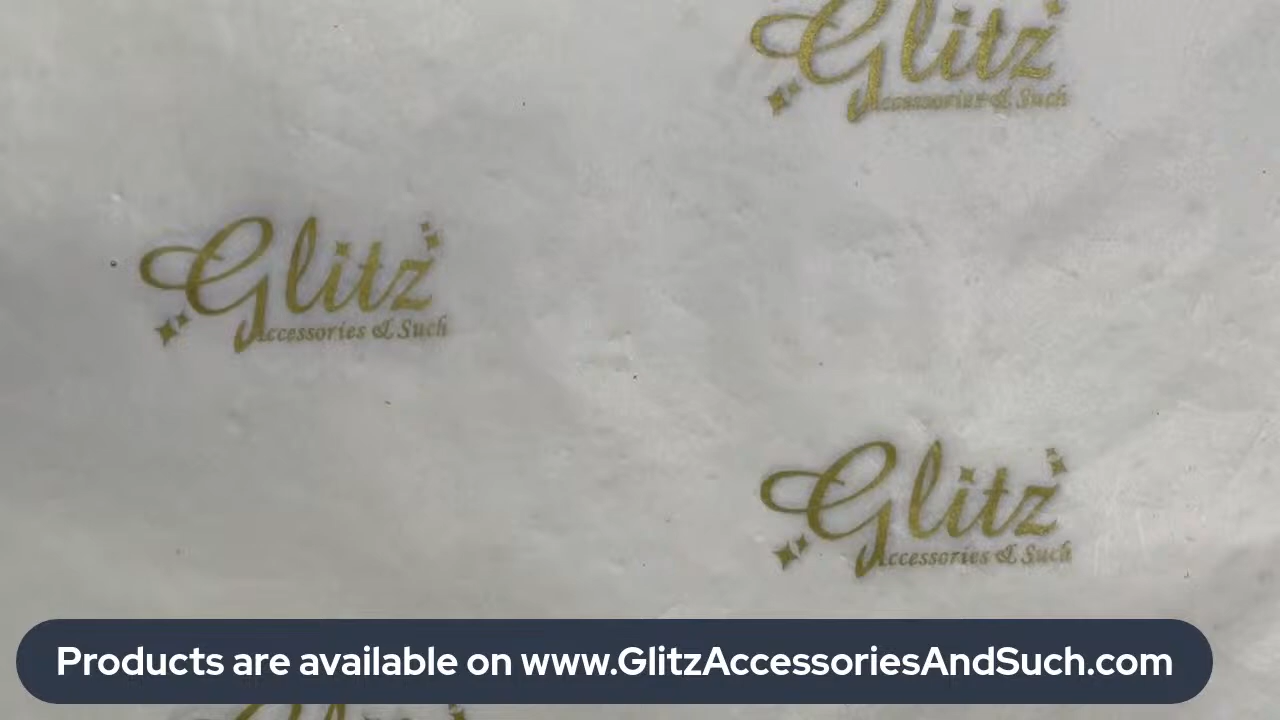 Glitz
Accessories & Such
Glitz
Accessories & Such
Glitz
Accessories & Such
Products are available on www.GlitzAccessoriesAndSuch.com